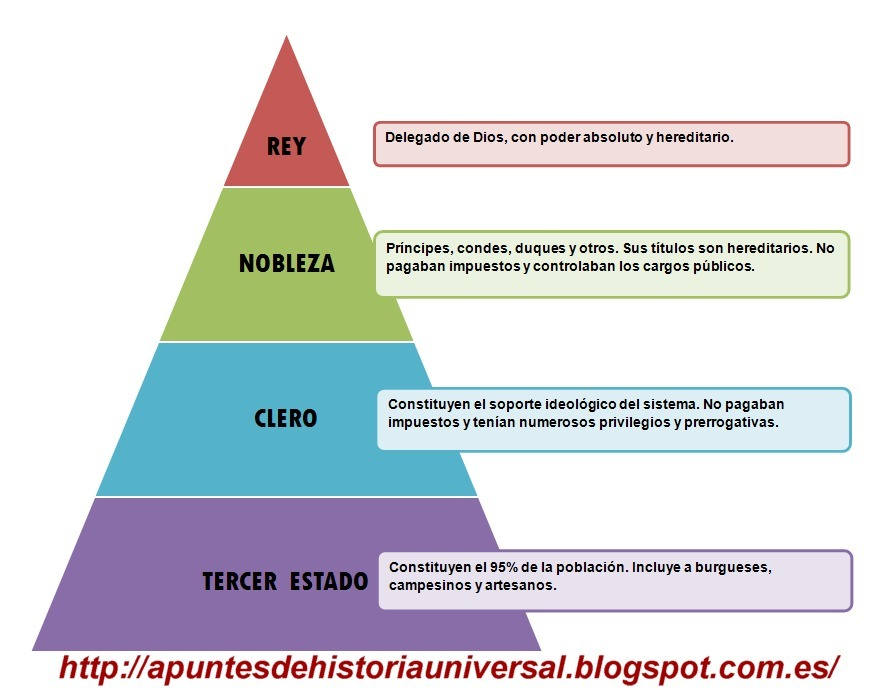 REY
Delegado de Dios, con poder absoluto y hereditario.
NOBLEZA
Príncipes, condes, duques y otros. Sus títulos son hereditarios. No
pagaban impuestos y controlaban los cargos públicos.
CLERO
Constituyen el soporte ideológico del sistema. No pagaban
impuestos y tenían numerosos privilegios y prerrogativas.
TERCER ESTADO
Constituyen el 95% de la población. Incluye a burgueses,
campesinos y artesanos.
http://apuntesdehistoriauniversal.blogspot.com.es/